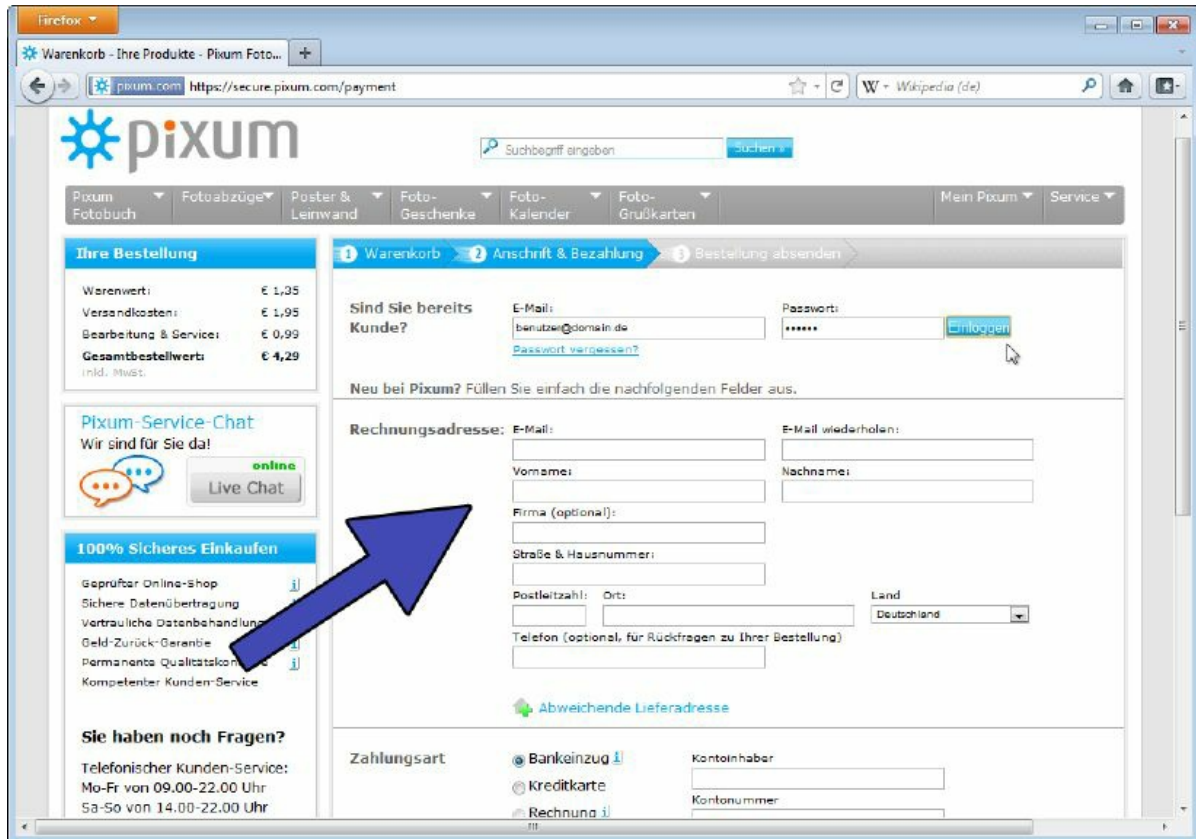 Firefox
Warenkorb - Ihre Produkte - Pixum Foto...
pixum.com https://secure.pixum.com/payment
W - Wikipedia (de)
pixum
Suchbegriff eingeben
Suchen »
Pixum Fotobuch
Fotoabzüge
Poster & Leinwand
Foto-Geschenke
Foto-Kalender
Foto-Grußkarten
Mein Pixum
Service
Ihre Bestellung
Warenwert: € 1,35
Versandkosten: € 1,95
Bearbeitung & Service: € 0,99
Gesamtbestellwert: € 4,29
inkl. MwSt.
Pixum-Service-Chat
Wir sind für Sie da!
online
Live Chat
100% Sicheres Einkaufen
Geprüfter Online-Shop
Sichere Datenübertragung
Vertrauliche Datenbehandlung
Geld-Zurück-Garantie
Permanente
Kompetenter Kunden-Service
Sie haben noch Fragen?
Telefonischer Kunden-Service:
Mo-Fr von 09.00-22.00 Uhr
Sa-So von 14.00-22.00 Uhr
1 Warenkorb
2 Anschrift & Bezahlung
3 Bestellung absenden
Sind Sie bereits
Kunde?
E-Mail:
benutzer@domain.de
Passwort vergessen?
Passwort:
••••••
Einloggen
Neu bei Pixum? Füllen Sie einfach die nachfolgenden Felder aus.
Rechnungsadresse:
E-Mail:
E-Mail wiederholen:
Vorname:
Nachname:
Firma (optional):
Straße & Hausnummer:
Postleitzahl:
Ort:
Land
Deutschland
Telefon (optional, für Rückfragen zu Ihrer Bestellung)
Abweichende Lieferadresse
Zahlungsart
Bankeinzug
Kreditkarte
Rechnung
Kontoinhaber
Kontonummer